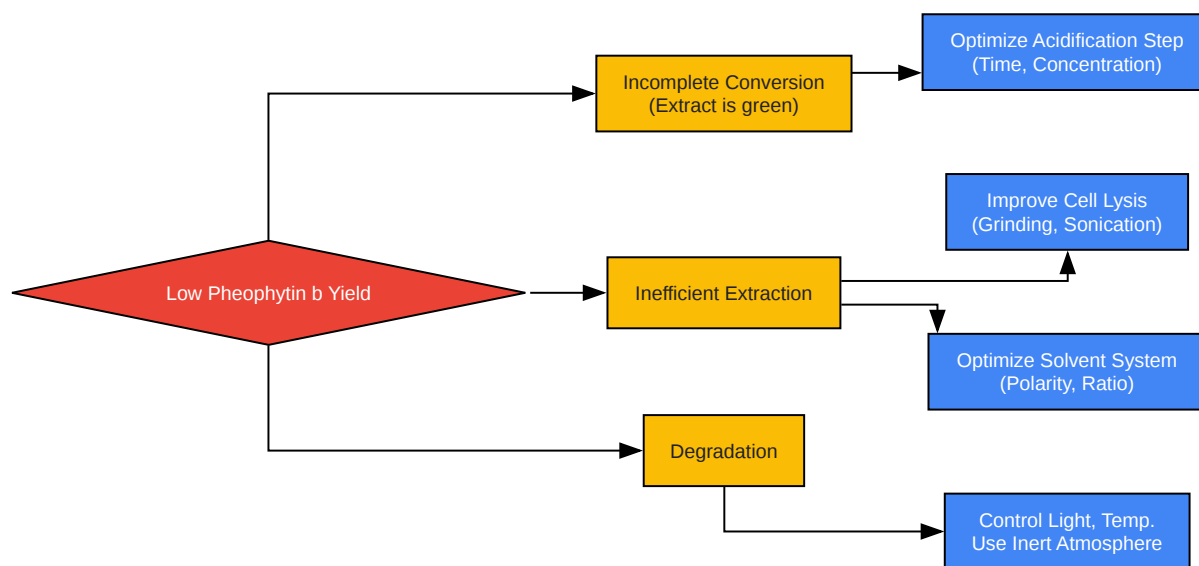 Optimize Acidification Step
(Time, Concentration)
Incomplete Conversion
(Extract is green)
Improve Cell Lysis
(Grinding, Sonication)
Low Pheophytin b Yield
Inefficient Extraction
Optimize Solvent System
(Polarity, Ratio)
Degradation
Control Light, Temp.
Use Inert Atmosphere